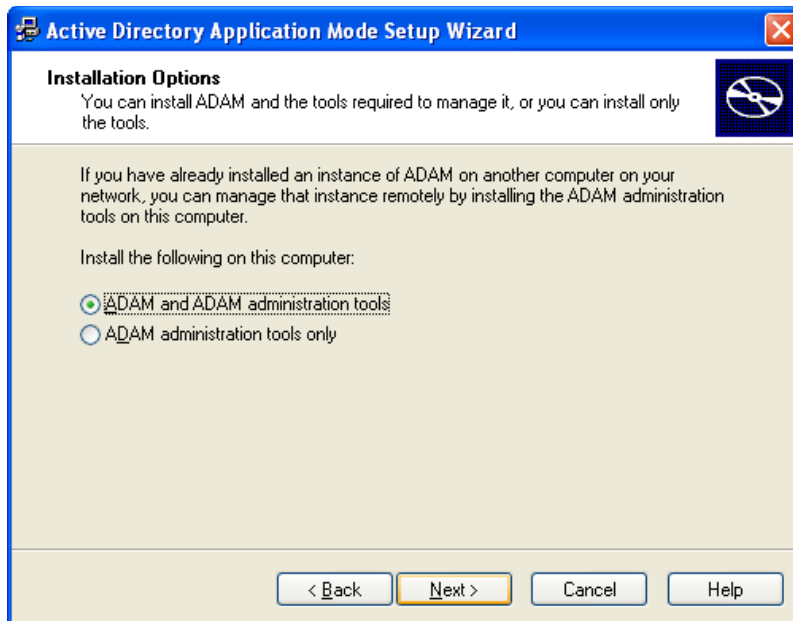 Active Directory Application Mode Setup Wizard
Installation Options
You can install ADAM and the tools required to manage it, or you can install only
the tools.
If you have already installed an instance of ADAM on another computer on your
network, you can manage that instance remotely by installing the ADAM administration
tools on this computer.
Install the following on this computer:
ADAM and ADAM administration tools
ADAM administration tools only
< Back
Next >
Cancel
Help